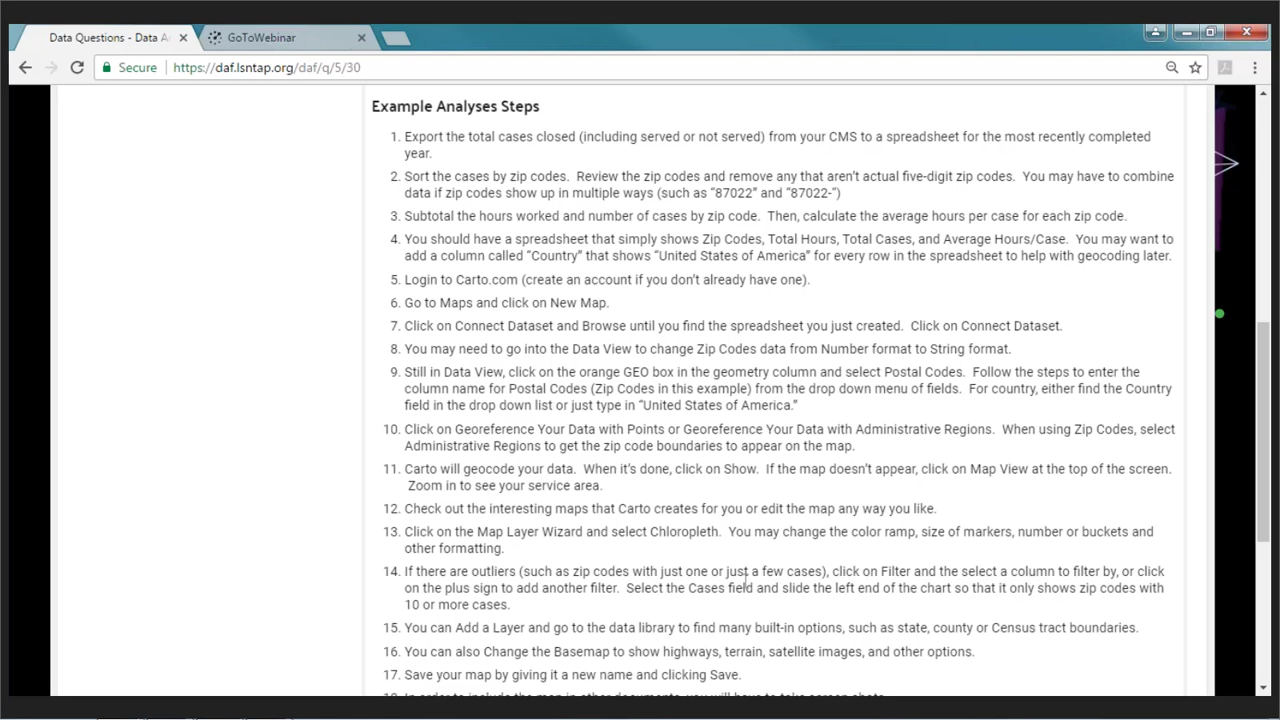 Data Questions - Data A
GoToWebinar
Secure
https://daf.lsntap.org/daf/q/5/30
Example Analyses Steps
1. Export the total cases closed (including served or not served) from your CMS to a spreadsheet for the most recently completed
year.
2. Sort the cases by zip codes. Review the zip codes and remove any that aren't actual five-digit zip codes. You may have to combine
data if zip codes show up in multiple ways (such as "87022" and "87022-")
3. Subtotal the hours worked and number of cases by zip code. Then, calculate the average hours per case for each zip code.
4. You should have a spreadsheet that simply shows Zip Codes, Total Hours, Total Cases, and Average Hours/Case. You may want to
add a column called "Country" that shows "United States of America" for every row in the spreadsheet to help with geocoding later.
5. Login to Carto.com (create an account if you don't already have one).
6. Go to Maps and click on New Map.
7. Click on Connect Dataset and Browse until you find the spreadsheet you just created. Click on Connect Dataset.
8. You may need to go into the Data View to change Zip Codes data from Number format to String format.
9. Still in Data View, click on the orange GEO box in the geometry column and select Postal Codes. Follow the steps to enter the
column name for Postal Codes (Zip Codes in this example) from the drop down menu of fields. For country, either find the Country
field in the drop down list or just type in "United States of America."
10. Click on Georeference Your Data with Points or Georeference Your Data with Administrative Regions. When using Zip Codes, select
Administrative Regions to get the zip code boundaries to appear on the map.
11. Carto will geocode your data. When it's done, click on Show. If the map doesn't appear, click on Map View at the top of the screen.
Zoom in to see your service area.
12. Check out the interesting maps that Carto creates for you or edit the map any way you like.
13. Click on the Map Layer Wizard and select Chloropleth. You may change the color ramp, size of markers, number or buckets and
other formatting.
14. If there are outliers (such as zip codes with just one or just a few cases), click on Filter and the select a column to filter by, or click
on the plus sign to add another filter. Select the Cases field and slide the left end of the chart so that it only shows zip codes with
10 or more cases.
15. You can Add a Layer and go to the data library to find many built-in options, such as state, county or Census tract boundaries.
16. You can also Change the Basemap to show highways, terrain, satellite images, and other options.
17. Save your map by giving it a new name and clicking Save.
18. In order to include the map in other documents, you will have to take screen shots